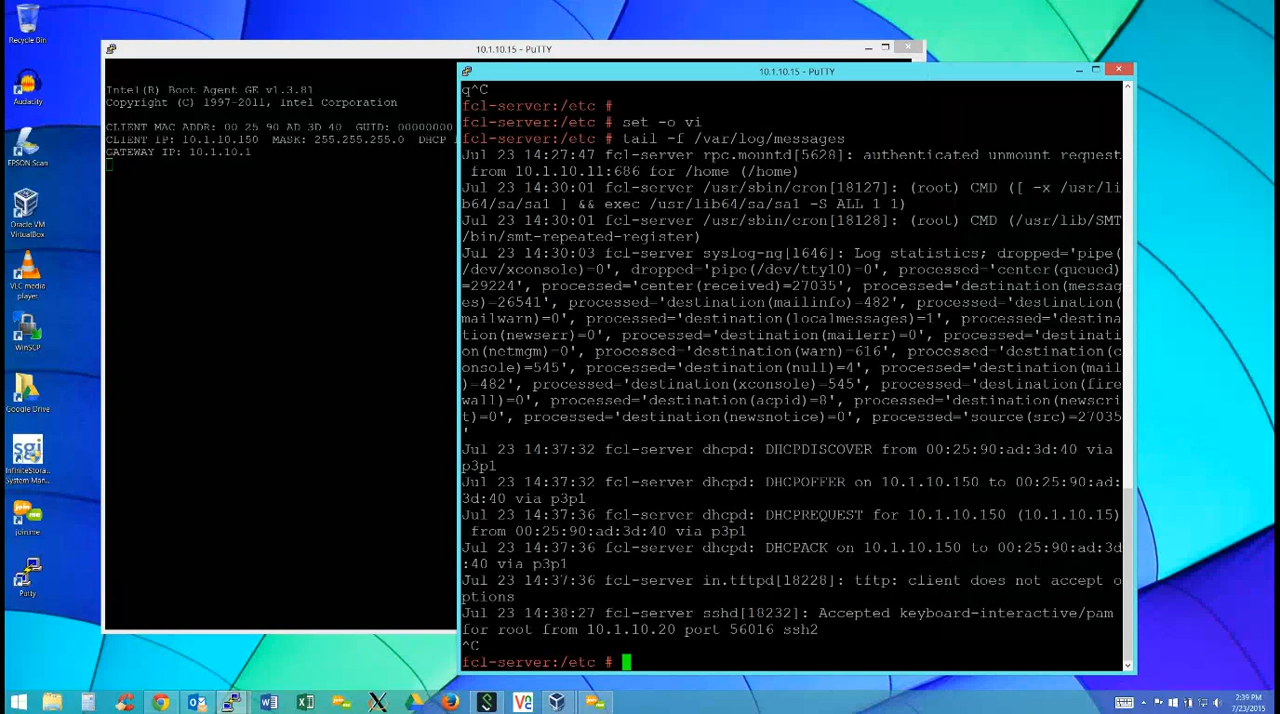 Recycle Bin
Audacity
EPSON Scan
Oracle VM
VirtualBox
VLC media
player
WinSCP
Google Drive
sgi
InfiniteStora...
System Man...
join.me
Putty
10.1.10.15 - PuTTY
Intel(R) Boot Agent GE v1.3.81
Copyright (C) 1997-2011, Intel Corporation
CLIENT MAC ADDR: 00 25 90 AD 3D 40  GUID: 00000000
CLIENT IP: 10.1.10.150  MASK: 255.255.255.0  DHCP
GATEWAY IP: 10.1.10.1
10.1.10.15 - PuTTY
q^C
fcl-server:/etc #
fcl-server:/etc # set -o vi
fcl-server:/etc # tail -f /var/log/messages
Jul 23 14:27:47 fcl-server rpc.mountd[5628]: authenticated unmount request
from 10.1.10.11:686 for /home (/home)
Jul 23 14:30:01 fcl-server /usr/sbin/cron[18127]: (root) CMD ([ -x /usr/li
b64/sa/sa1 ] && exec /usr/lib64/sa/sa1 -S ALL 1 1)
Jul 23 14:30:01 fcl-server /usr/sbin/cron[18128]: (root) CMD (/usr/lib/SMT
/bin/smt-repeated-register)
Jul 23 14:30:03 fcl-server syslog-ng[1646]: Log statistics; dropped='pipe(
/dev/xconsole)=0', dropped='pipe(/dev/tty10)=0', processed='center(queued)
=29224', processed='center(received)=27035', processed='destination(messag
es)=26541', processed='destination(mailinfo)=482', processed='destination(
mailwarn)=0', processed='destination(localmessages)=1', processed='destina
tion(newserr)=0', processed='destination(mailerr)=0', processed='destinati
on(netmgm)=0', processed='destination(warn)=616', processed='destination(c
onsole)=545', processed='destination(null)=4', processed='destination(mail
)=482', processed='destination(xconsole)=545', processed='destination(fire
wall)=0', processed='destination(acpid)=8', processed='destination(newscri
t)=0', processed='destination(newsnotice)=0', processed='source(src)=27035
'
Jul 23 14:37:32 fcl-server dhcpd: DHCPDISCOVER from 00:25:90:ad:3d:40 via
p3p1
Jul 23 14:37:32 fcl-server dhcpd: DHCPOFFER on 10.1.10.150 to 00:25:90:ad:
3d:40 via p3p1
Jul 23 14:37:36 fcl-server dhcpd: DHCPREQUEST for 10.1.10.150 (10.1.10.15)
from 00:25:90:ad:3d:40 via p3p1
Jul 23 14:37:36 fcl-server dhcpd: DHCPACK on 10.1.10.150 to 00:25:90:ad:3d
:40 via p3p1
Jul 23 14:37:36 fcl-server in.tftpd[18228]: tftp: client does not accept o
ptions
Jul 23 14:38:27 fcl-server sshd[18232]: Accepted keyboard-interactive/pam
for root from 10.1.10.20 port 56016 ssh2
^C
fcl-server:/etc #
2:39 PM
7/23/2015